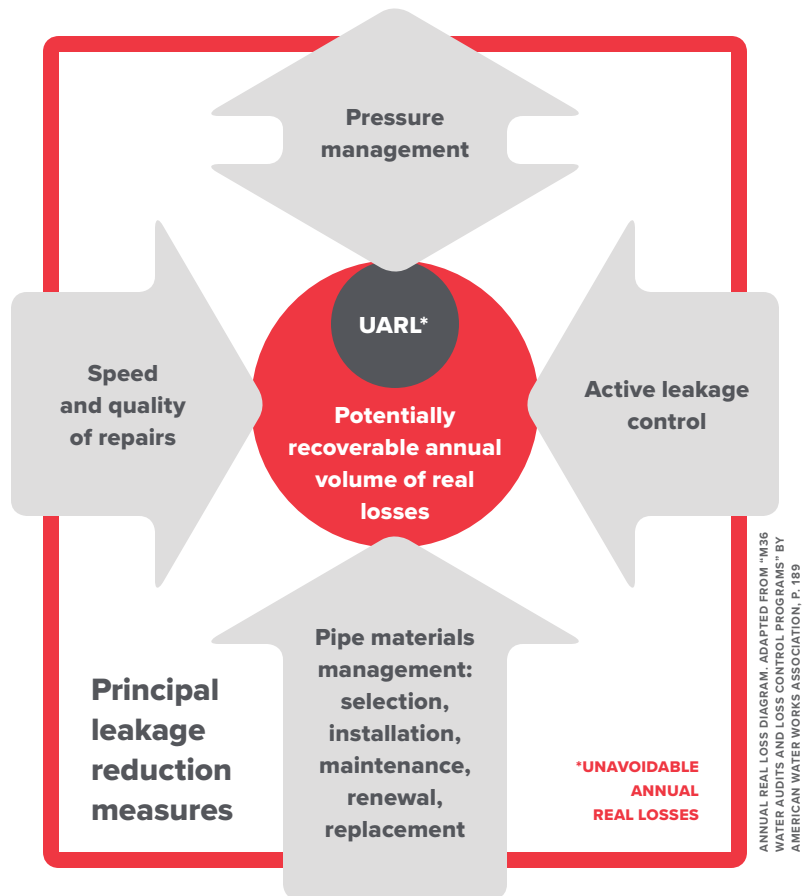 Pressure
management
UARL*
Speed
and quality
of repairs
Potentially
recoverable annual
volume of real
losses
Active leakage
control
Pipe materials
management:
selection,
installation,
maintenance,
renewal,
replacement
Principal
leakage
reduction
measures
*UNAVOIDABLE
ANNUAL
REAL LOSSES
ANNUAL REAL LOSS DIAGRAM. ADAPTED FROM “M36
WATER AUDITS AND LOSS CONTROL PROGRAMS” BY
AMERICAN WATER WORKS ASSOCIATION, P. 189